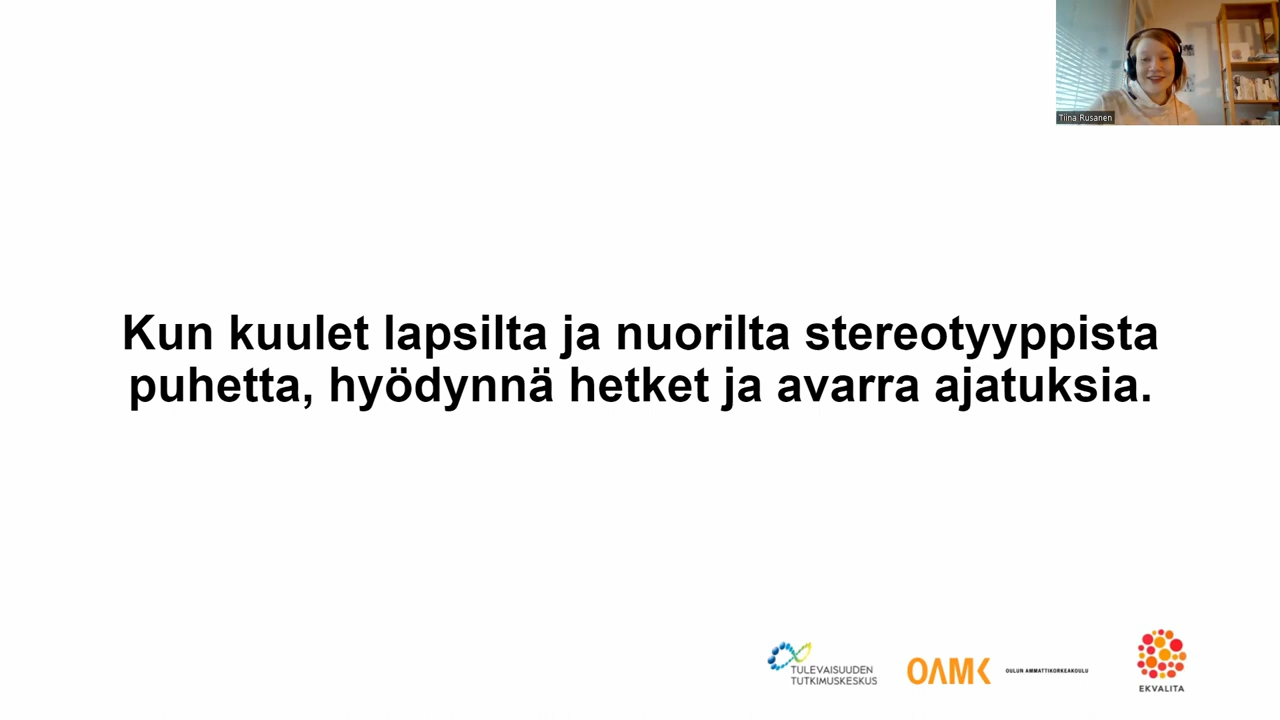 Tiina Rusanen
Kun kuulet lapsilta ja nuorilta stereotyyppista
puhetta, hyödynnä hetket ja avarra ajatuksia.
TULEVAISUUDEN
TUTKIMUSKESKUS
OAMK
OULUN AMMATTIKORKEAKOULU
EKVALITA